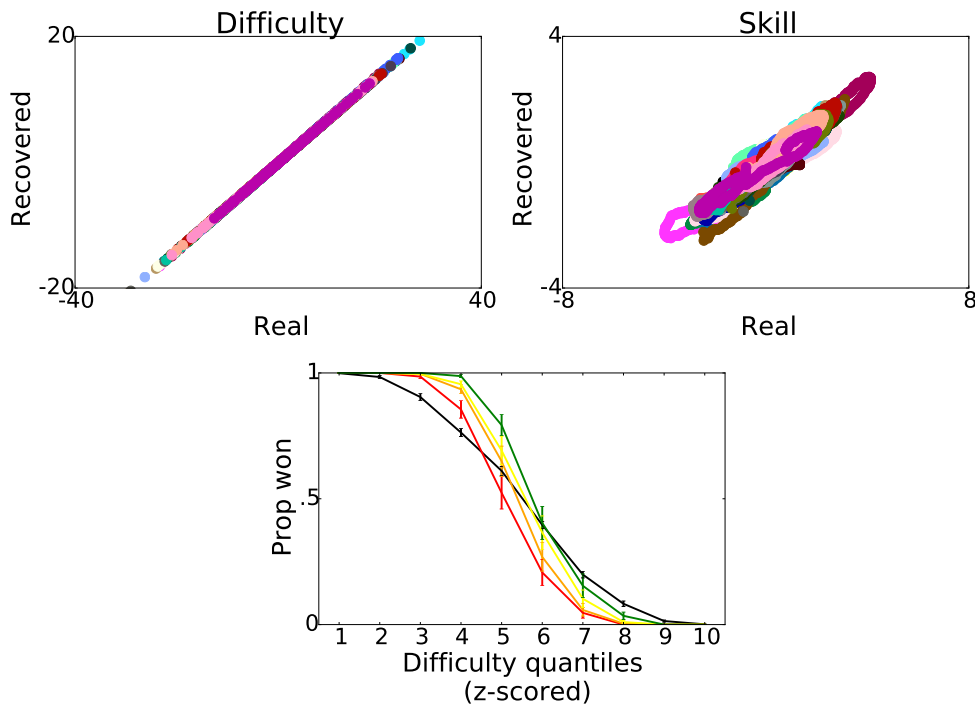 Difficulty
Skill
20
Recovered
-20
-40
40
Real
4
Recovered
-4
-8
8
Real
1
Prop won
.5
0
1 2 3 4 5 6 7 8 9 10
Difficulty quantiles
(z-scored)